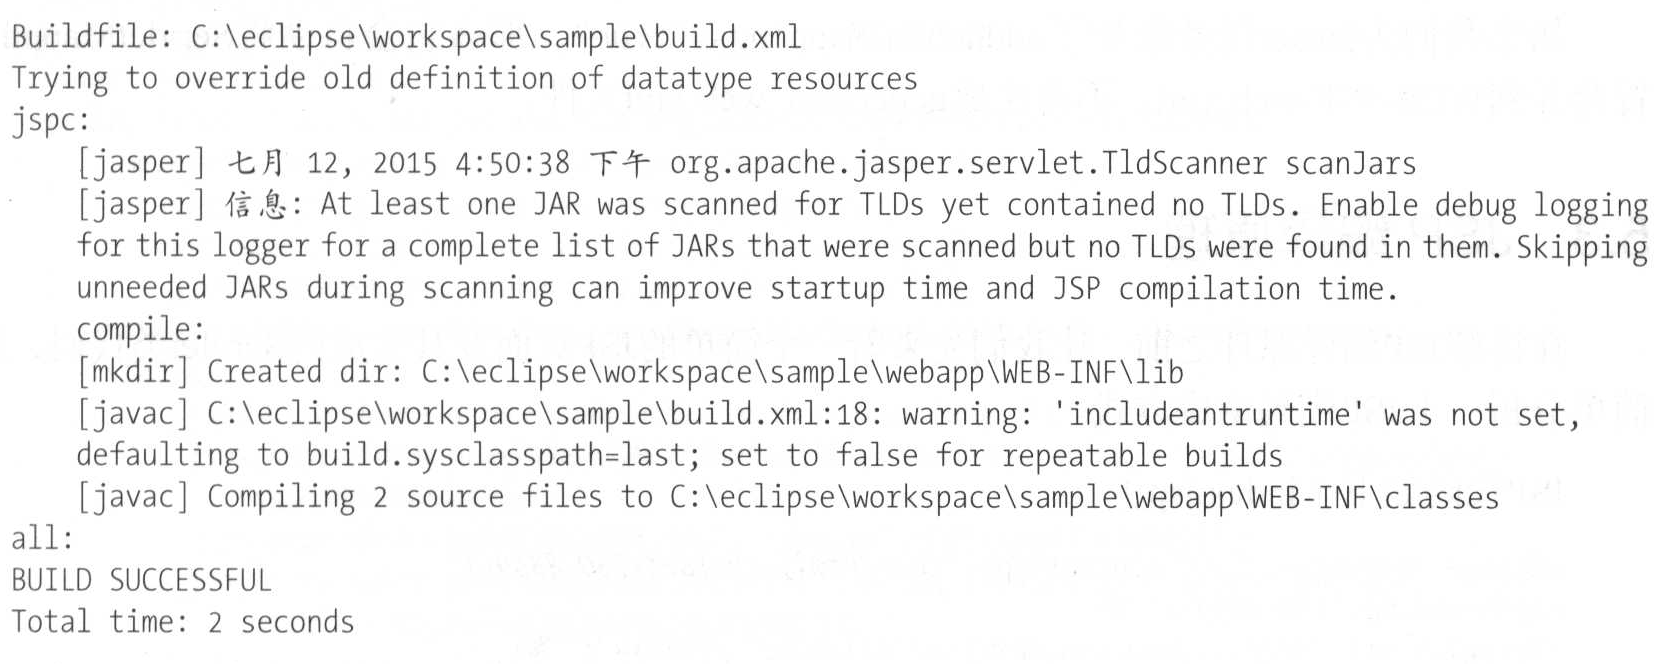 Buildfile: C:\eclipse\workspace\sample\build.xml
Trying to override old definition of datatype resources
jspc:
[jasper] 七月 12, 2015 4:50:38 下午 org.apache.jasper.servlet.TldScanner scanJars
[jasper] 信息: At least one JAR was scanned for TLDs yet contained no TLDs. Enable debug logging
for this logger for a complete list of JARs that were scanned but no TLDs were found in them. Skipping
unneeded JARs during scanning can improve startup time and JSP compilation time.
compile:
[mkdir] Created dir: C:\eclipse\workspace\sample\webapp\WEB-INF\lib
[javac] C:\eclipse\workspace\sample\build.xml:18: warning: 'includeantruntime' was not set,
defaulting to build.sysclasspath=last; set to false for repeatable builds
[javac] Compiling 2 source files to C:\eclipse\workspace\sample\webapp\WEB-INF\classes
all:
BUILD SUCCESSFUL
Total time: 2 seconds